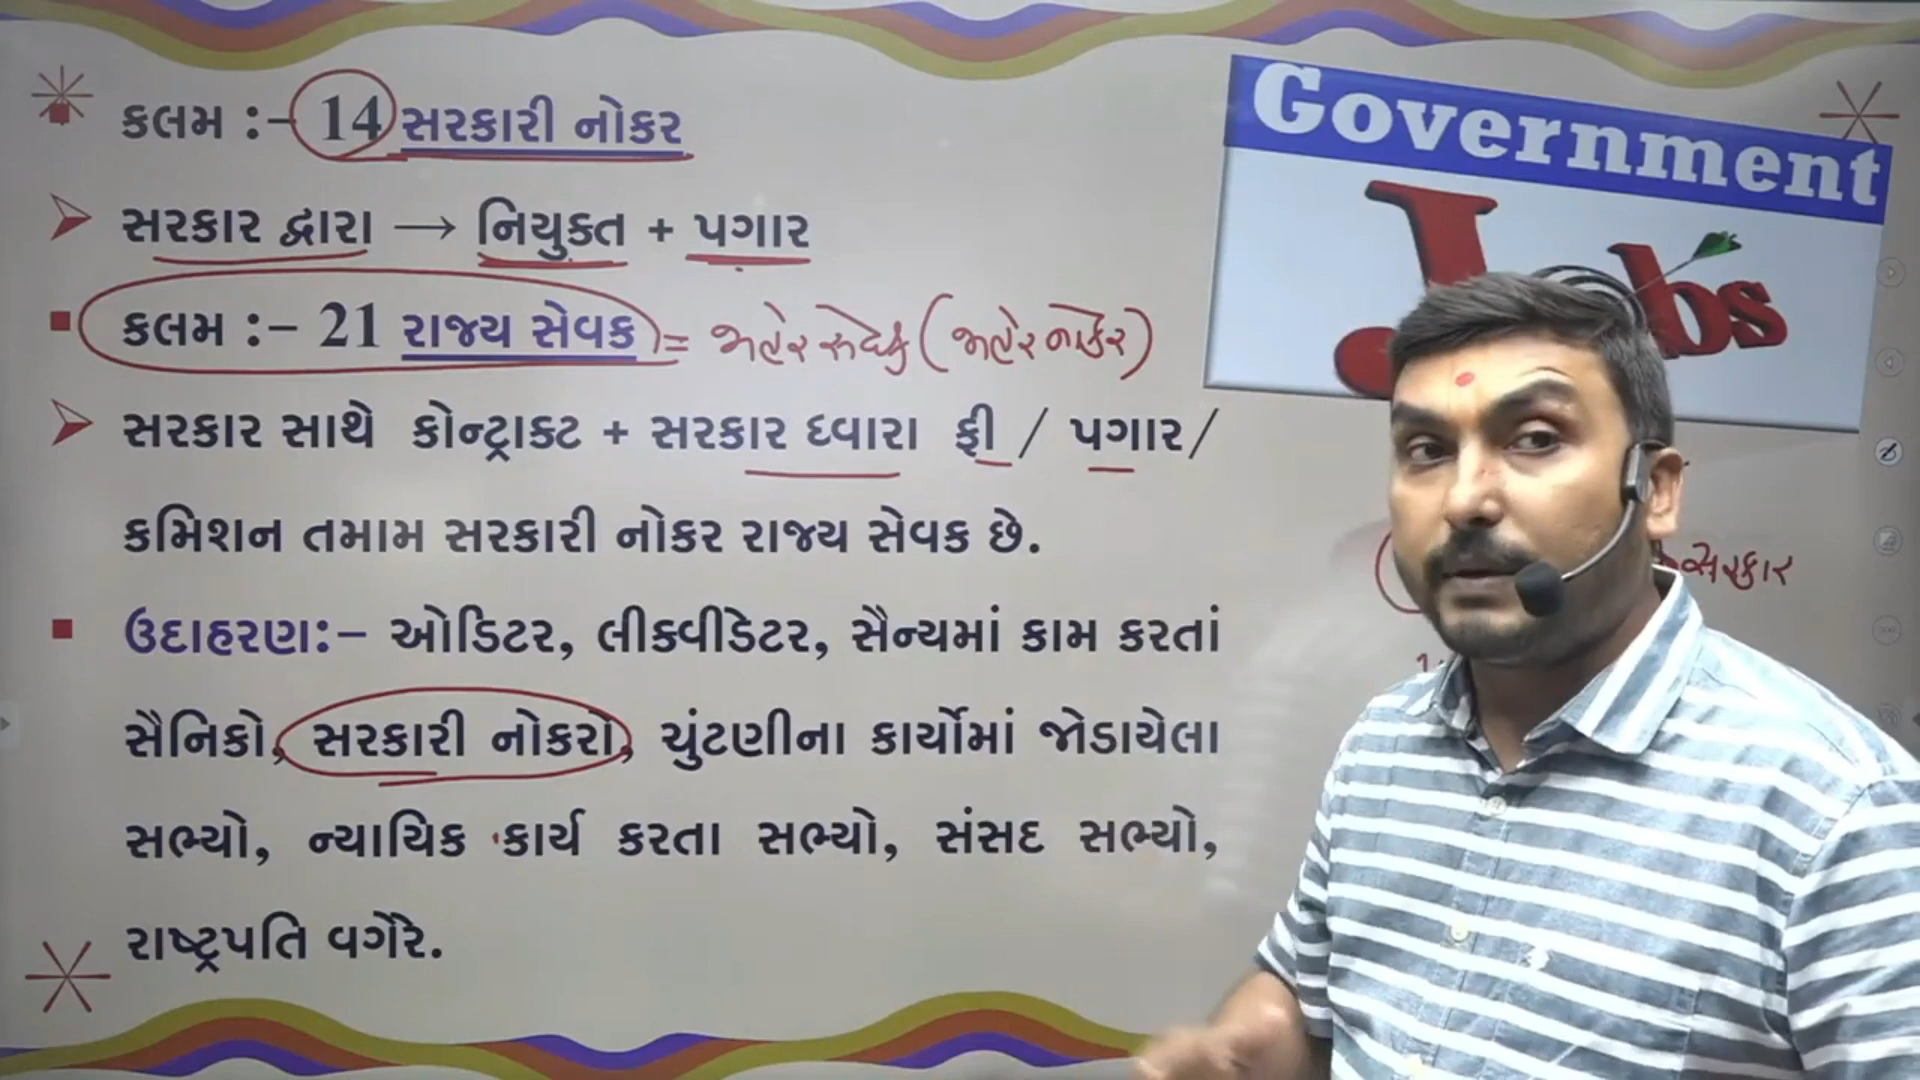 કલમ :- 14 સરકારી નોકર
સરકાર દ્વારા → નિયુક્ત + પગાર
કલમ :- 21 રાજ્ય સેવક = જાહેર સેવક (જાહેર નોકર)
સરકાર સાથે કોન્ટ્રાક્ટ + સરકાર ધ્વારા ફી / પગાર/
કમિશન તમામ સરકારી નોકર રાજ્ય સેવક છે.
ઉદાહરણ:- ઓડિટર, લીક્વીડેટર, સૈન્યમાં કામ કરતાં
સૈનિકો, સરકારી નોકરો, ચુંટણીના કાર્યોમાં જોડાયેલા
સભ્યો, ન્યાયિક કાર્ય કરતા સભ્યો, સંસદ સભ્યો,
રાષ્ટ્રપતિ વગેરે.
Government
Jobs
સરકાર